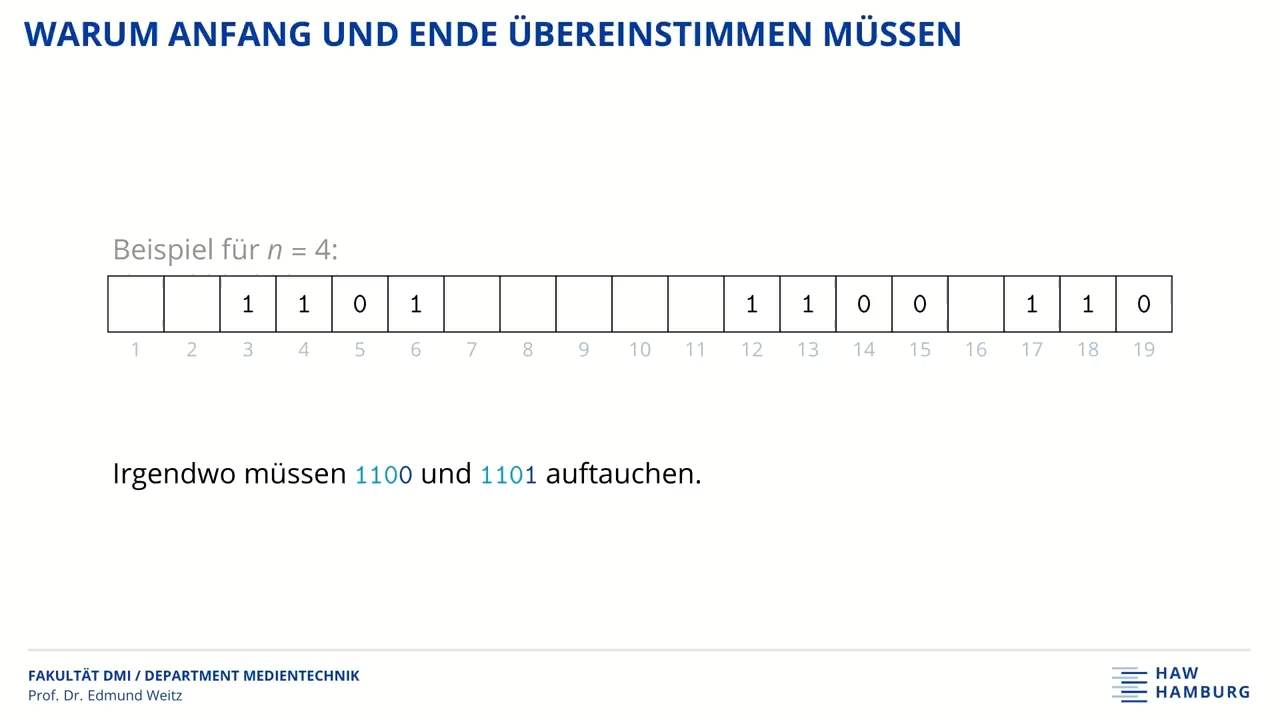 WARUM ANFANG UND ENDE ÜBEREINSTIMMEN MÜSSEN
Beispiel für n = 4:
1 1 0 1 1 1 0 0 1 1 0
1 2 3 4 5 6 7 8 9 10 11 12 13 14 15 16 17 18 19
Irgendwo müssen 1100 und 1101 auftauchen.
FAKULTÄT DMI / DEPARTMENT MEDIENTECHNIK
Prof. Dr. Edmund Weitz
HAW
HAMBURG